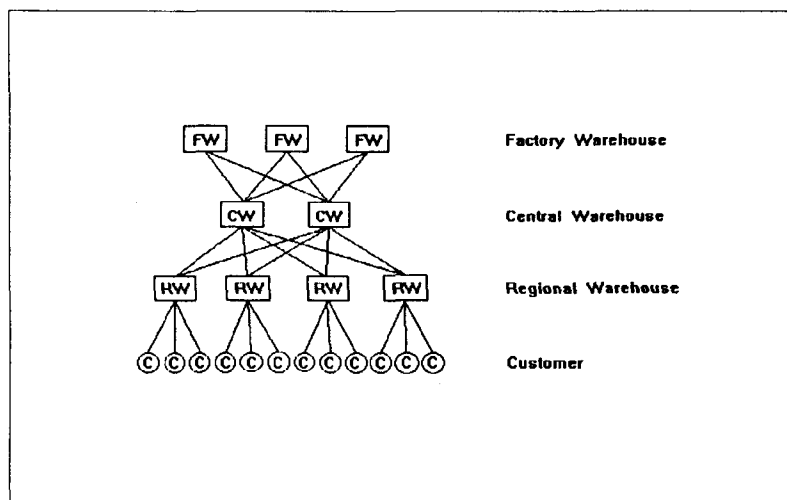 FW FW FW Factory Warehouse
CW CW Central Warehouse
RW RW RW RW Regional Warehouse
C C C C C C C C C C C C Customer